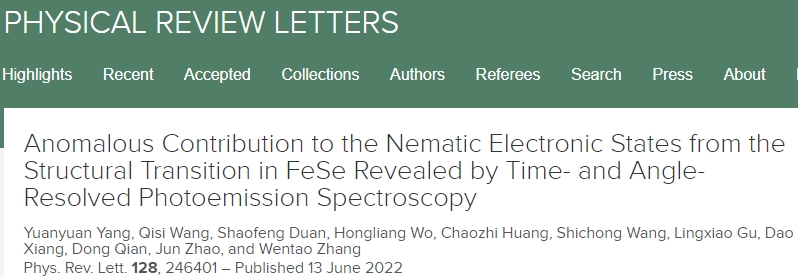 PHYSICAL REVIEW LETTERS
Highlights Recent Accepted Collections Authors Referees Search Press About
Anomalous Contribution to the Nematic Electronic States from the
Structural Transition in FeSe Revealed by Time- and Angle-
Resolved Photoemission Spectroscopy
Yuanyuan Yang, Qisi Wang, Shaofeng Duan, Hongliang Wo, Chaozhi Huang, Shichong Wang, Lingxiao Gu, Dao
Xiang, Dong Qian, Jun Zhao, and Wentao Zhang
Phys. Rev. Lett. 128, 246401 – Published 13 June 2022